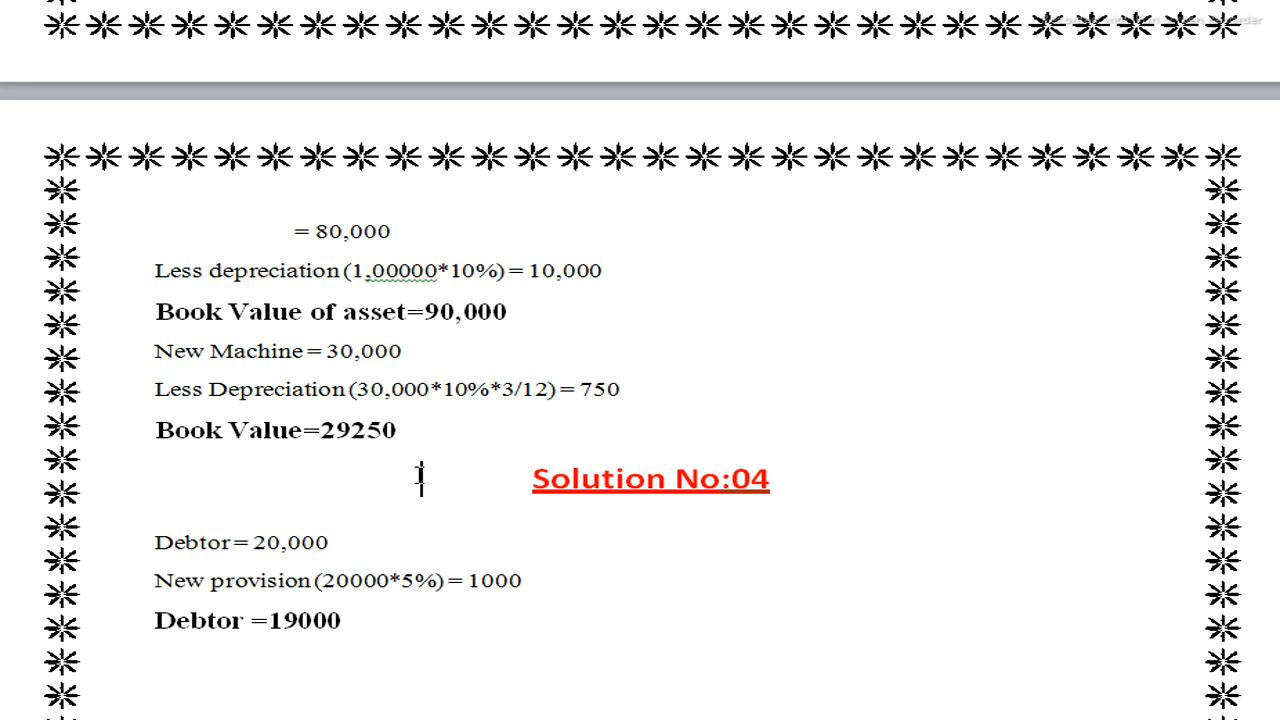 = 80,000
Less depreciation (1,00000*10%) = 10,000
Book Value of asset=90,000
New Machine = 30,000
Less Depreciation (30,000*10%*3/12) = 750
Book Value=29250
Solution No:04
Debtor = 20,000
New provision (20000*5%) = 1000
Debtor =19000